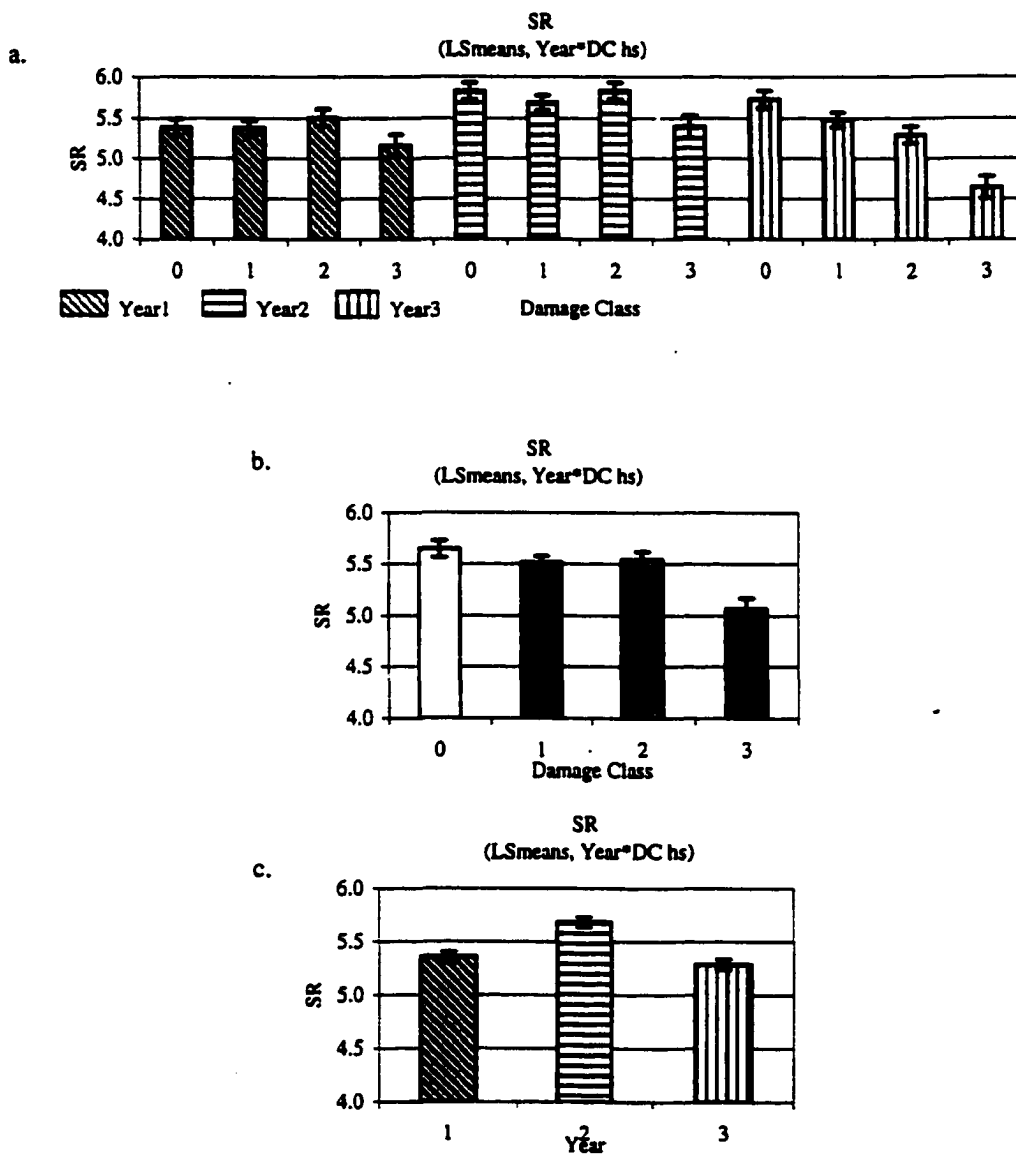 a.
SR
(LSmeans, Year*DC hs)
6.0
5.5
5.0
4.5
4.0
SR
0 1 2 3 0 1 2 3 0 1 2 3
Year1 Year2 Year3 Damage Class
b.
SR
(LSmeans, Year*DC hs)
6.0
5.5
5.0
4.5
4.0
SR
0 1 2 3
Damage Class
c.
SR
(LSmeans, Year*DC hs)
6.0
5.5
5.0
4.5
4.0
SR
1 2 3
Year